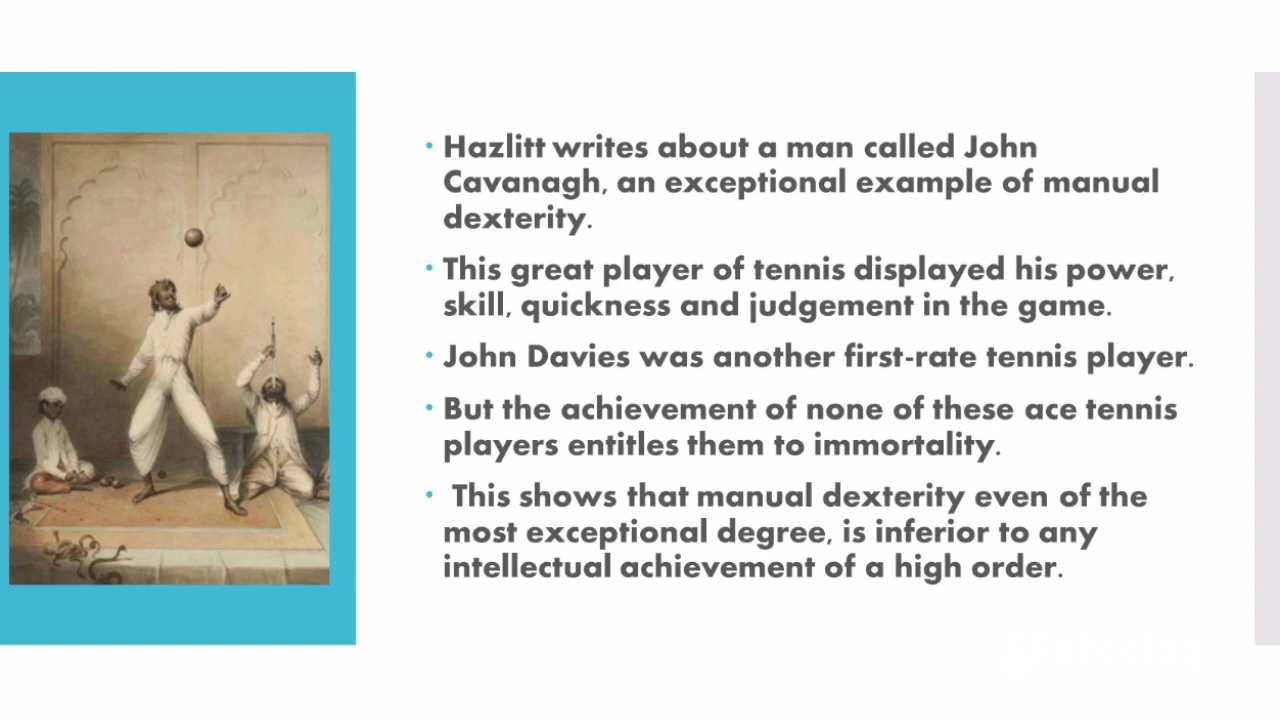 • Hazlitt writes about a man called John
Cavanagh, an exceptional example of manual
dexterity.
• This great player of tennis displayed his power,
skill, quickness and judgement in the game.
• John Davies was another first-rate tennis player.
• But the achievement of none of these ace tennis
players entitles them to immortality.
• This shows that manual dexterity even of the
most exceptional degree, is inferior to any
intellectual achievement of a high order.